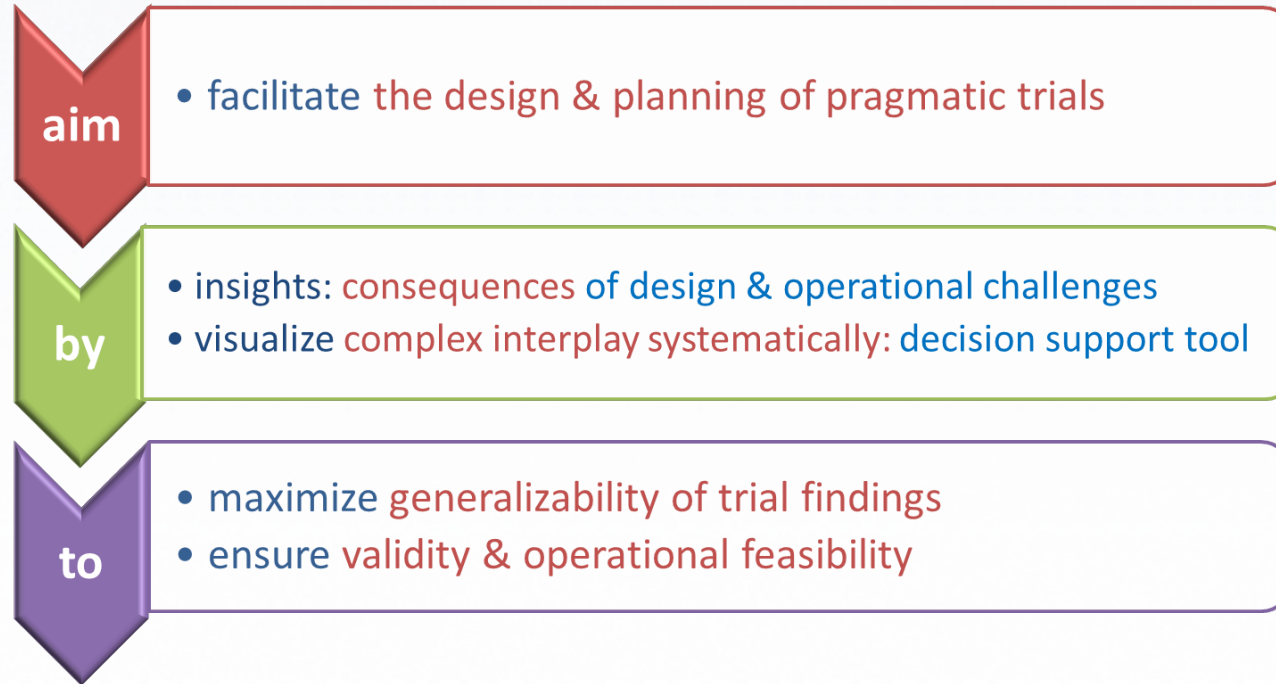 aim
• facilitate the design & planning of pragmatic trials
by
• insights: consequences of design & operational challenges
• visualize complex interplay systematically: decision support tool
to
• maximize generalizability of trial findings
• ensure validity & operational feasibility